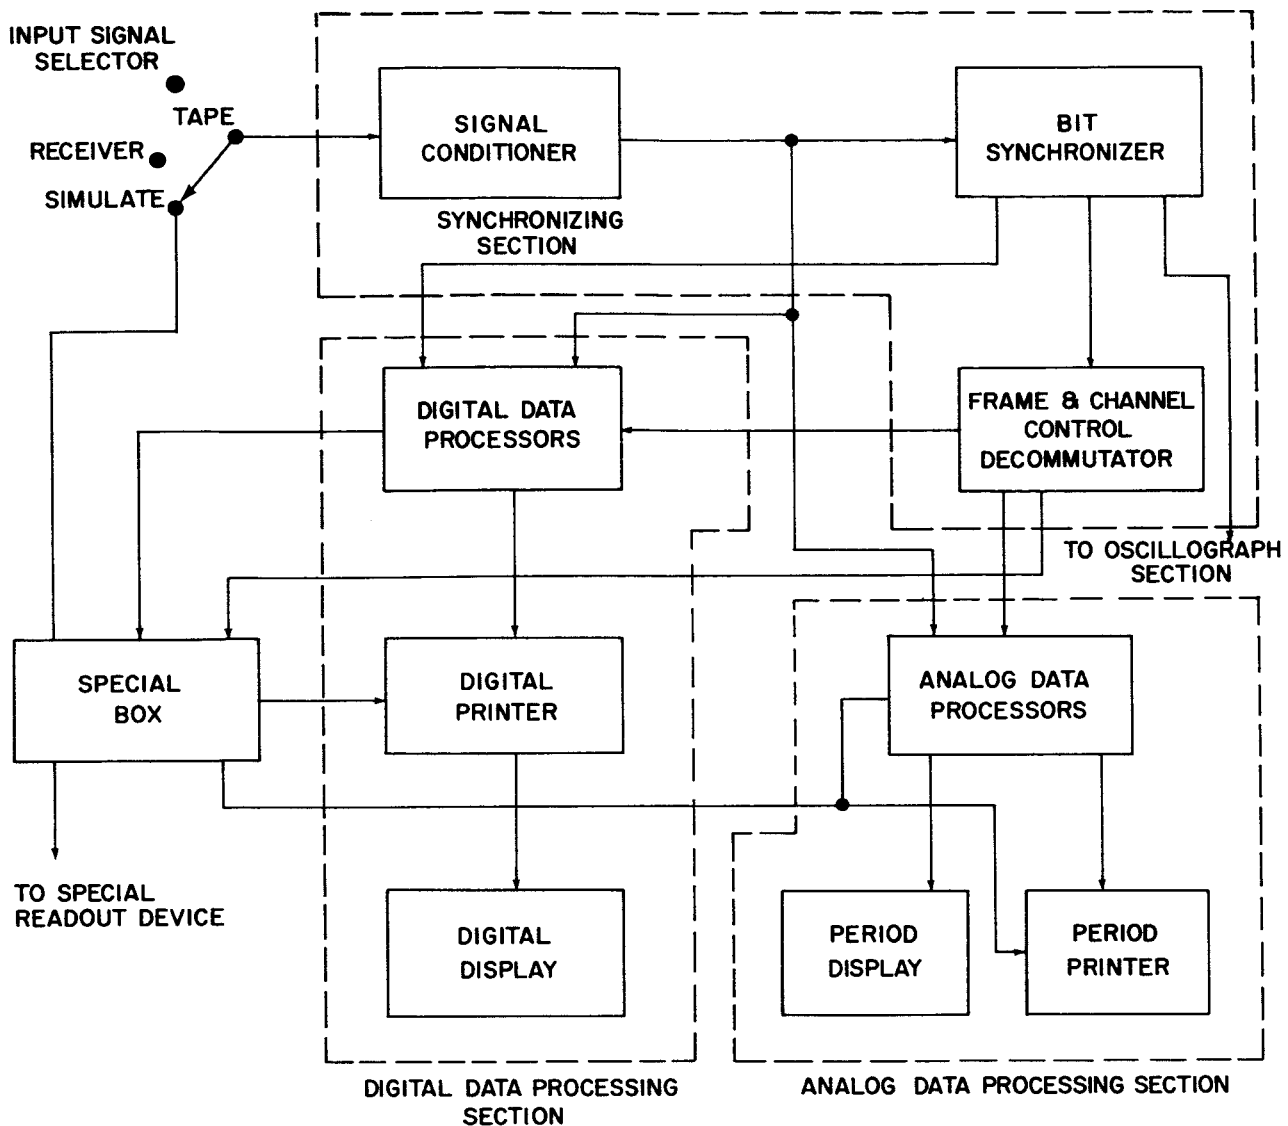 INPUT SIGNAL
SELECTOR
TAPE
RECEIVER
SIMULATE
SIGNAL
CONDITIONER
BIT
SYNCHRONIZER
SYNCHRONIZING
SECTION
DIGITAL DATA
PROCESSORS
FRAME & CHANNEL
CONTROL
DECOMMUTATOR
TO OSCILLOGRAPH
SECTION
SPECIAL
BOX
DIGITAL
PRINTER
ANALOG DATA
PROCESSORS
TO SPECIAL
READOUT DEVICE
DIGITAL
DISPLAY
PERIOD
DISPLAY
PERIOD
PRINTER
DIGITAL DATA PROCESSING
SECTION
ANALOG DATA PROCESSING SECTION